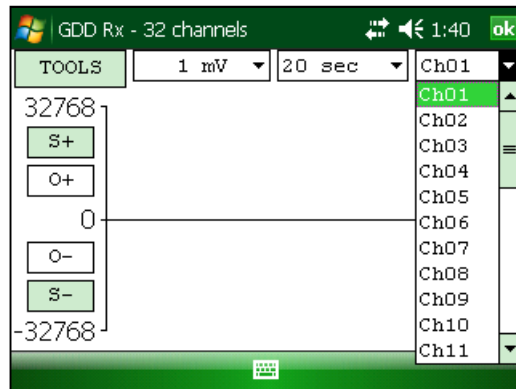 GDD Rx - 32 channels 1:40 ok
TOOLS 1 mV 20 sec Ch01
32768
S+
O+
0
O-
S-
-32768
Ch01
Ch02
Ch03
Ch04
Ch05
Ch06
Ch07
Ch08
Ch09
Ch10
Ch11